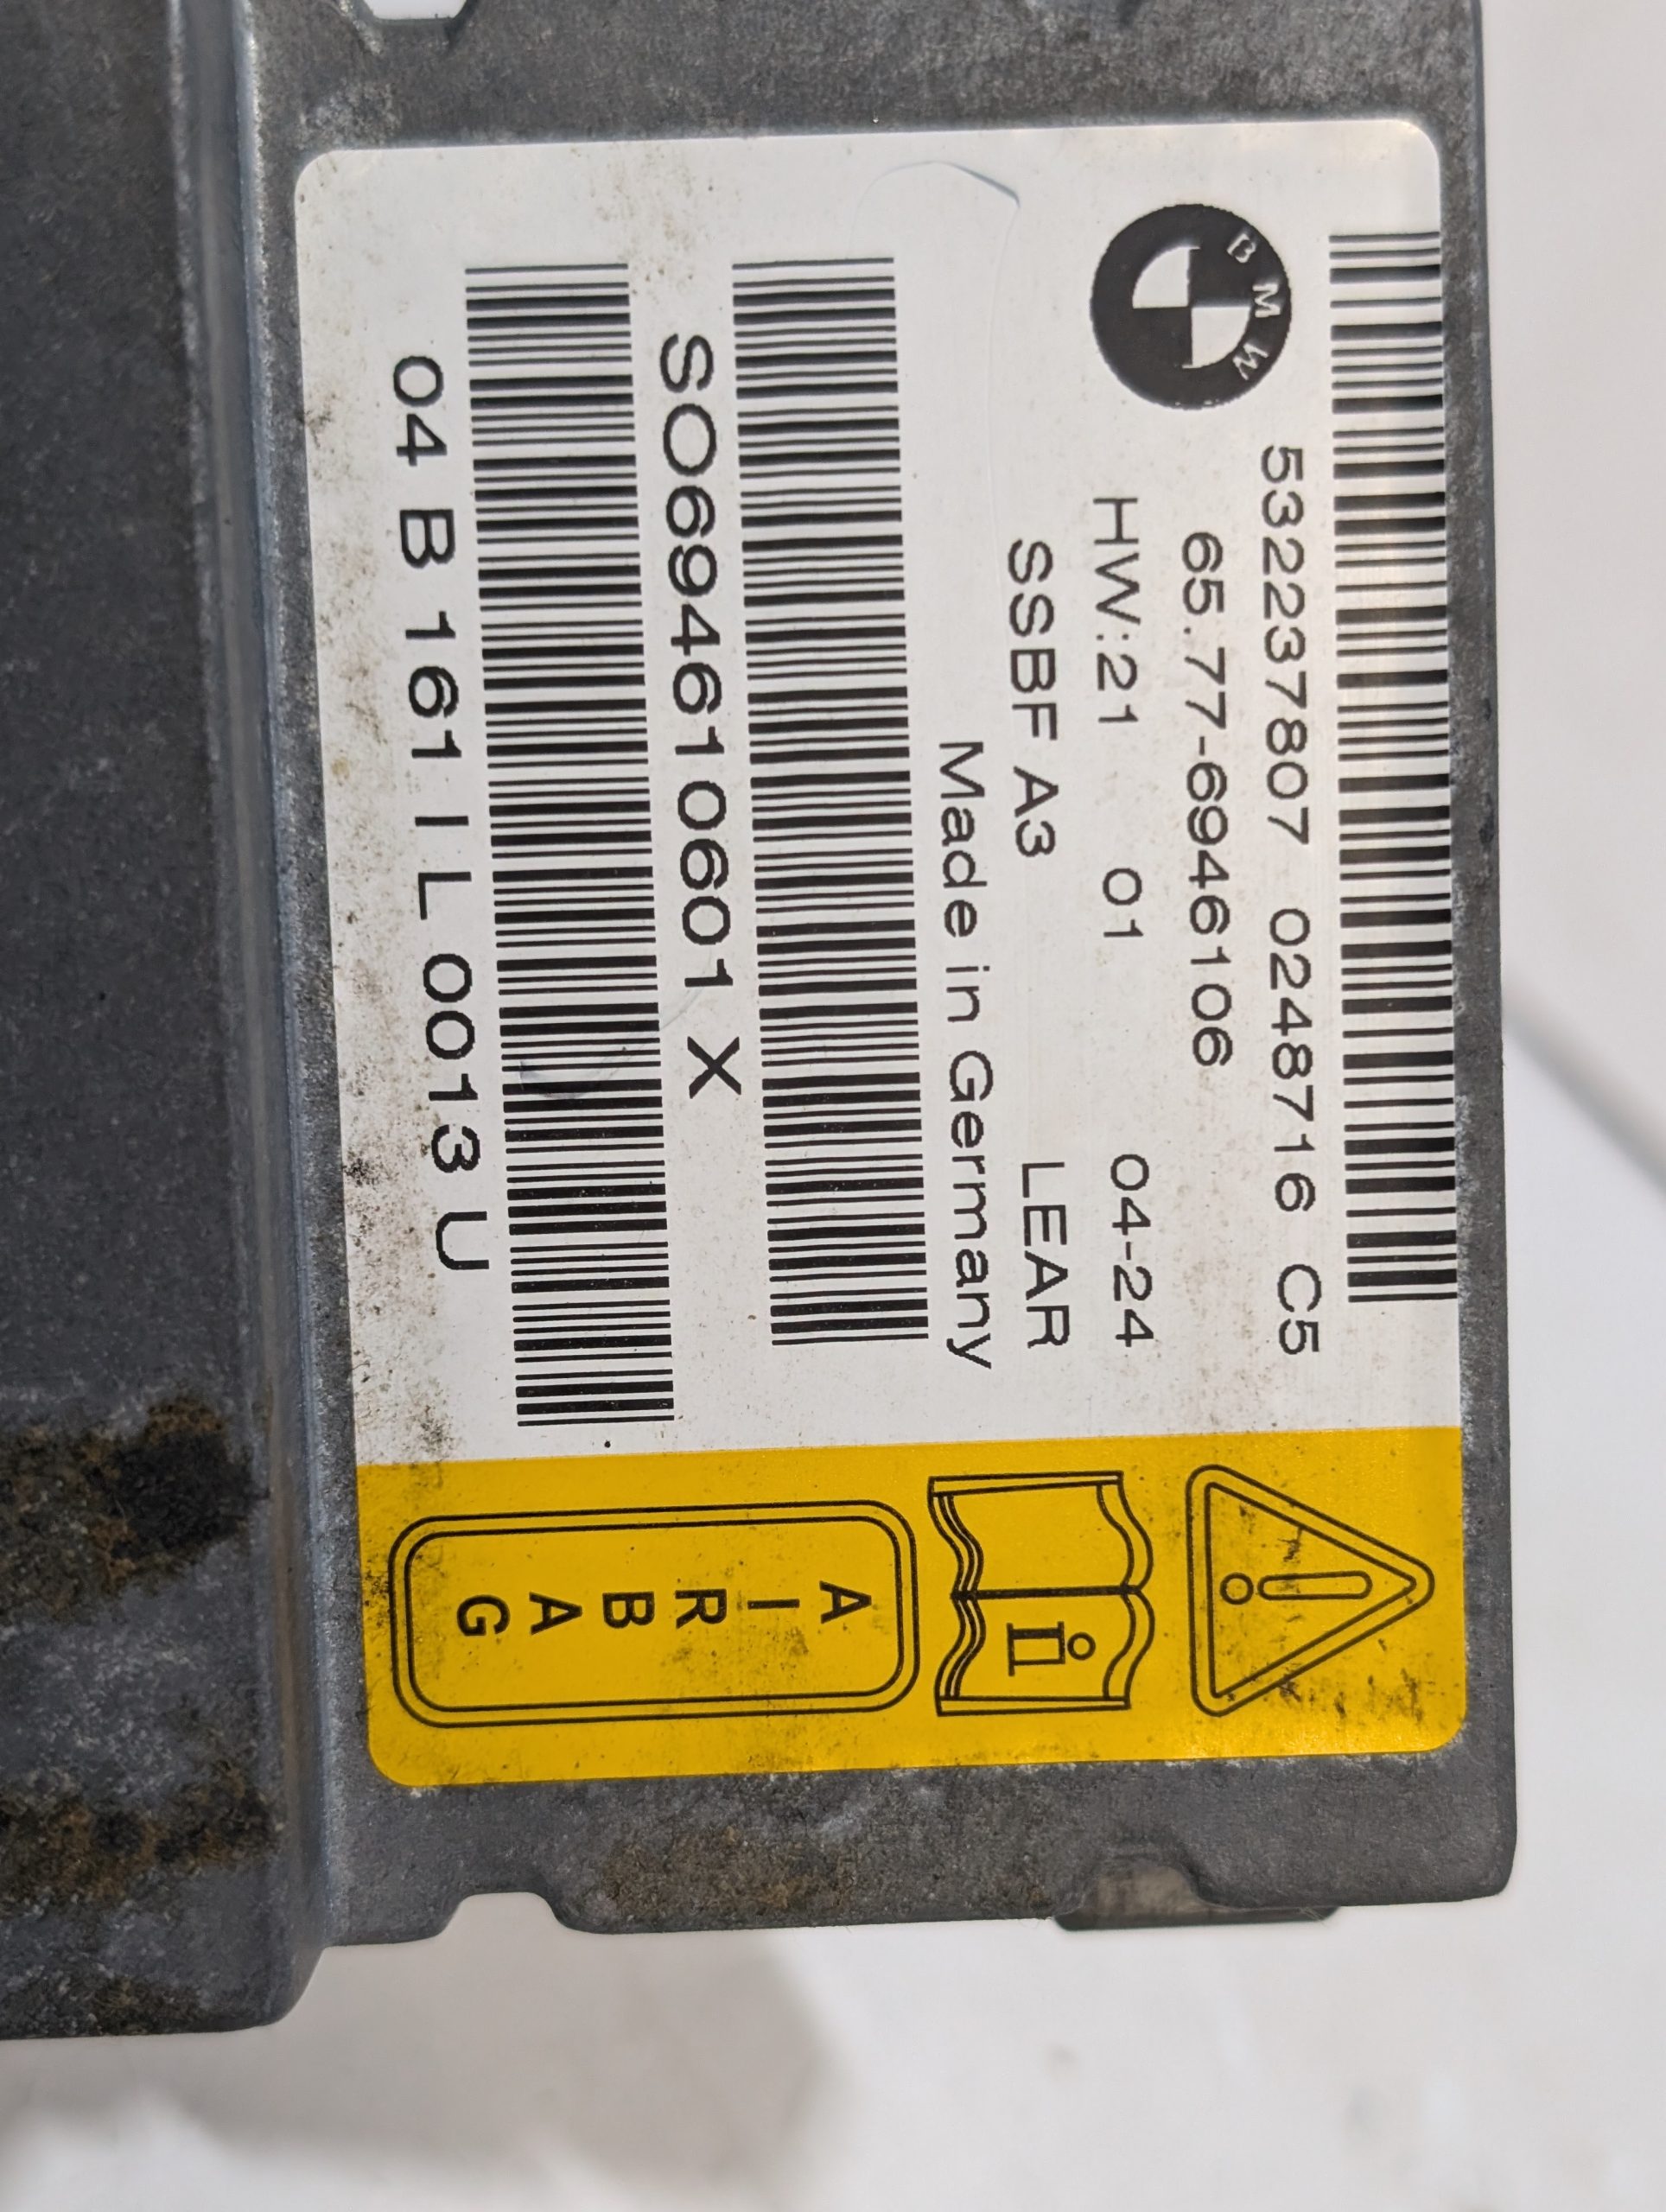 532237807 0248716 C5
BMW
65.77-6946106
HW:21 01 04-24
SSBF A3 LEAR
Made in Germany
S0694610601 X
04 B 161 I L 0013 U
AIRBAG
i